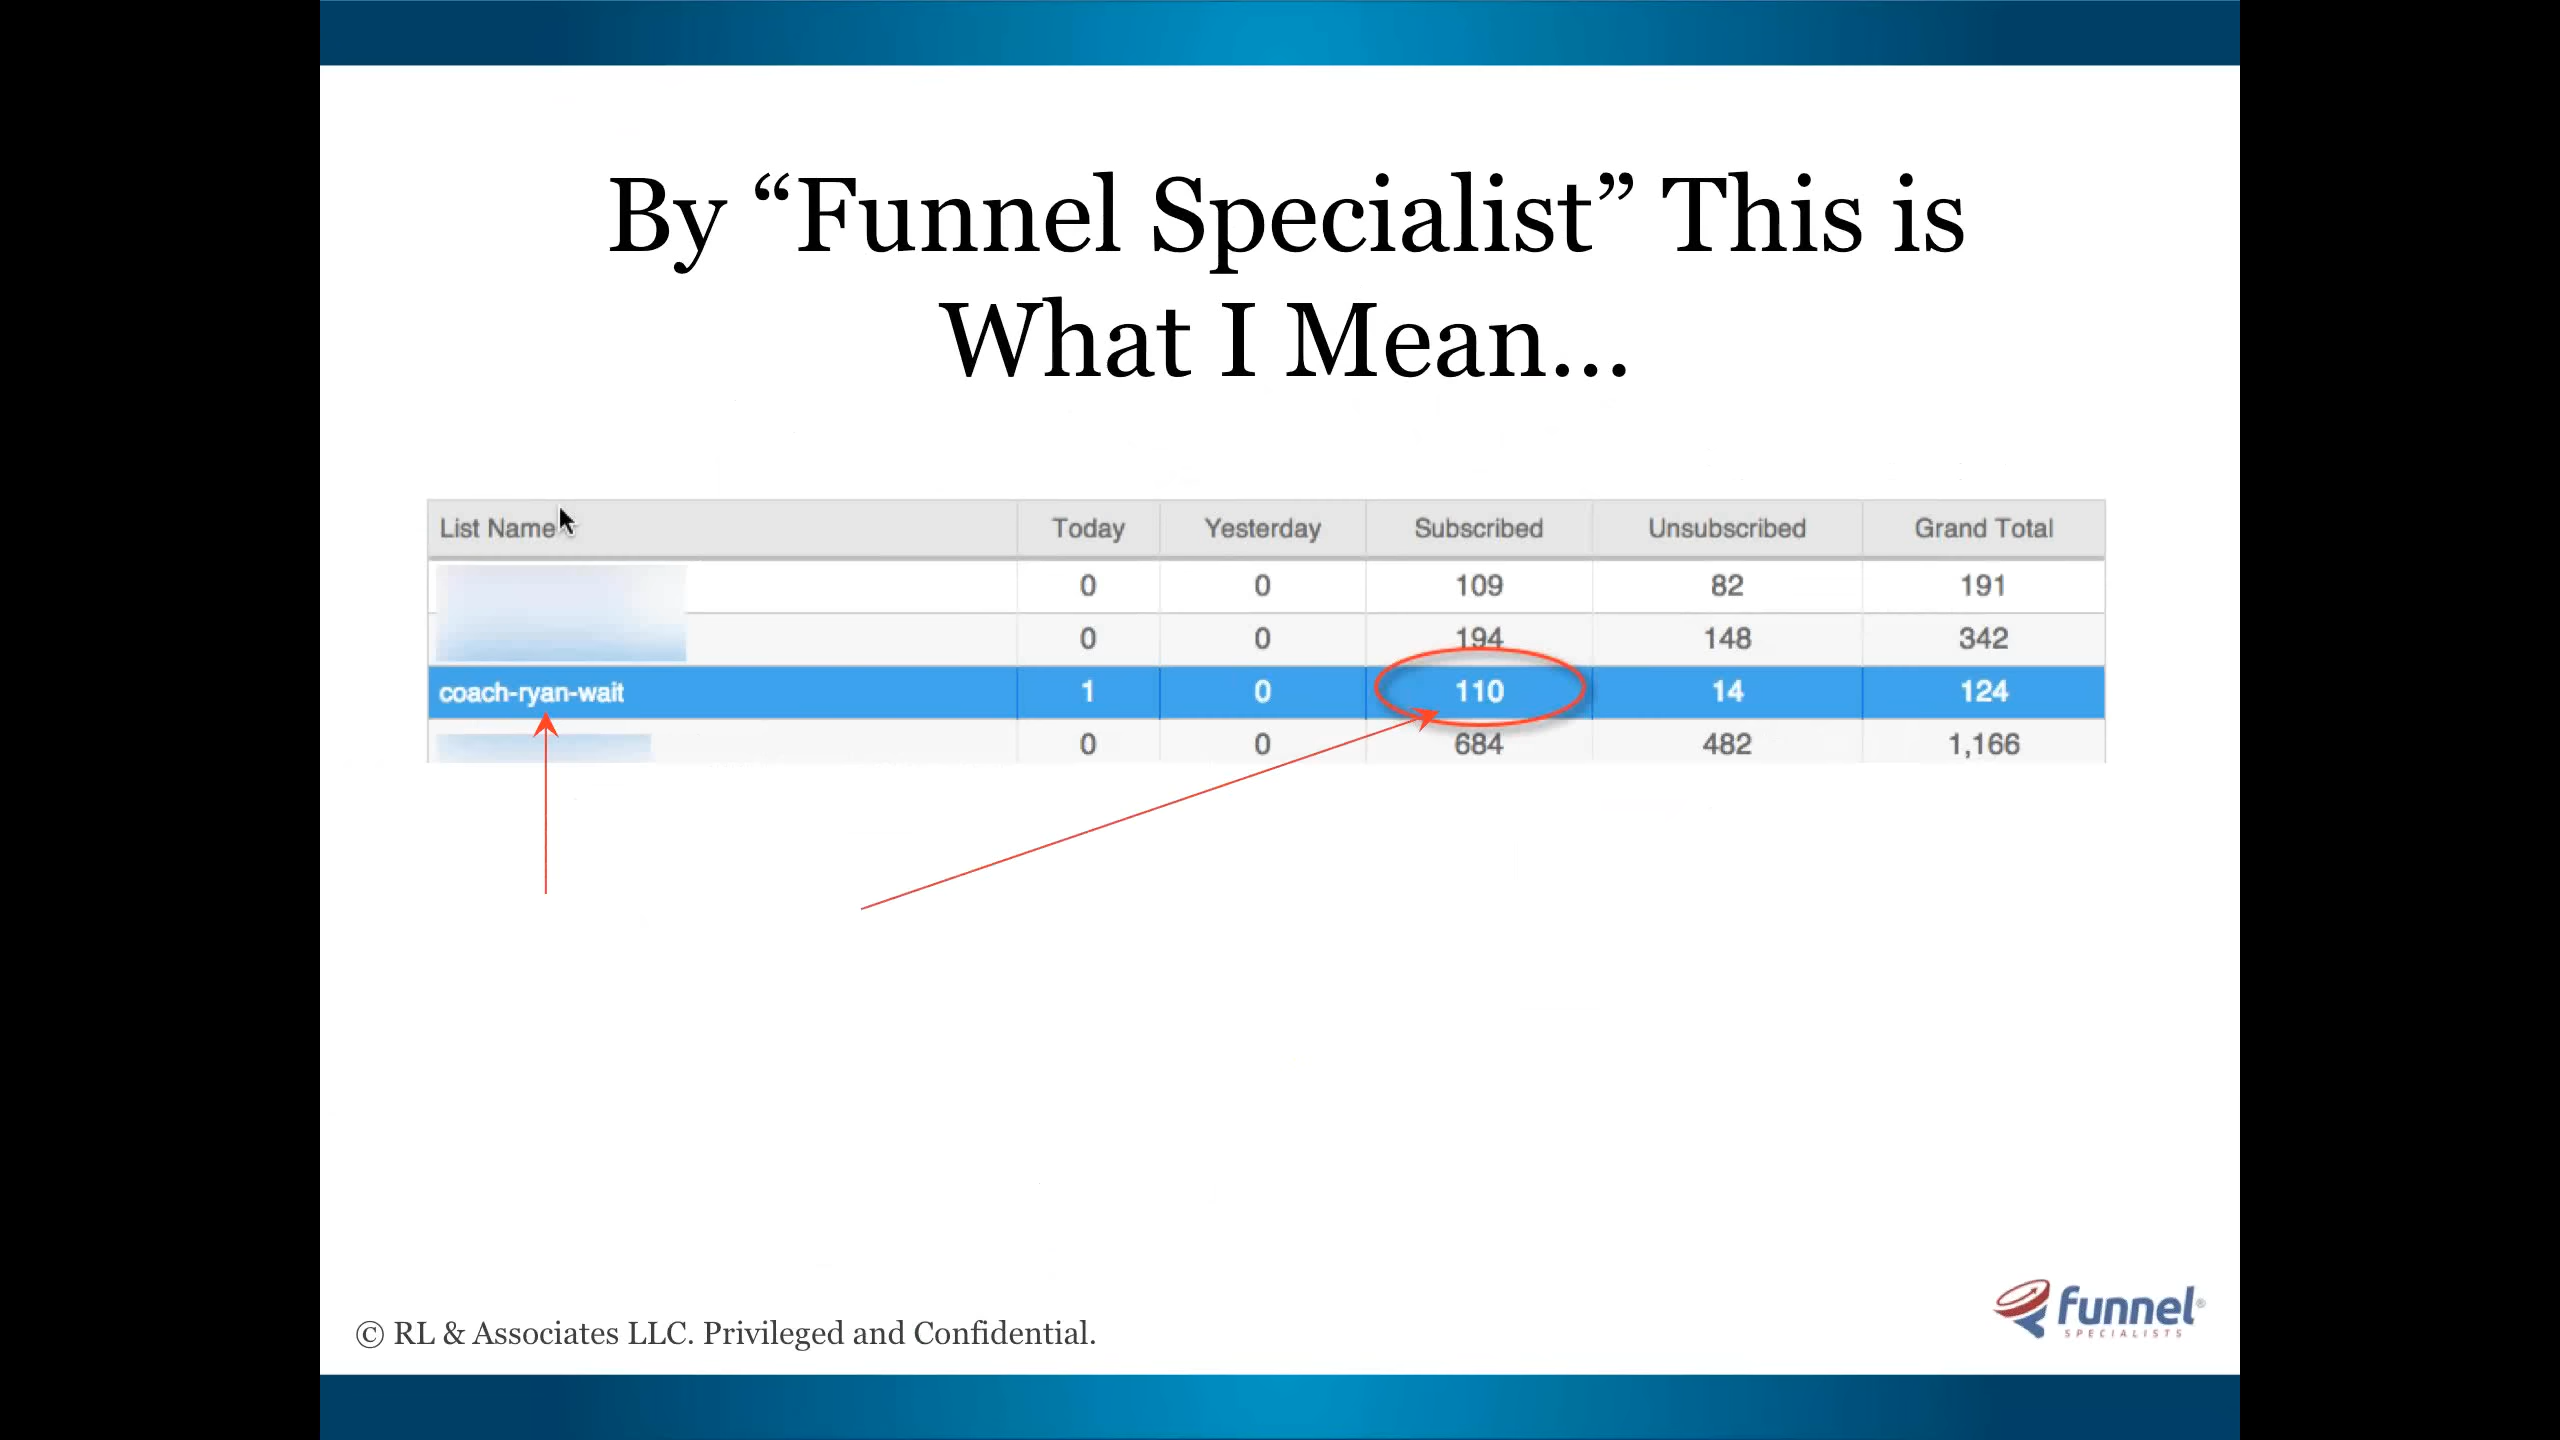 By “Funnel Specialist” This is
What I Mean...
List Name Today Yesterday Subscribed Unsubscribed Grand Total
0 0 109 82 191
0 0 194 148 342
coach-ryan-wait 1 0 110 14 124
0 0 684 482 1,166
© RL & Associates LLC. Privileged and Confidential.
funnel®
SPECIALISTS